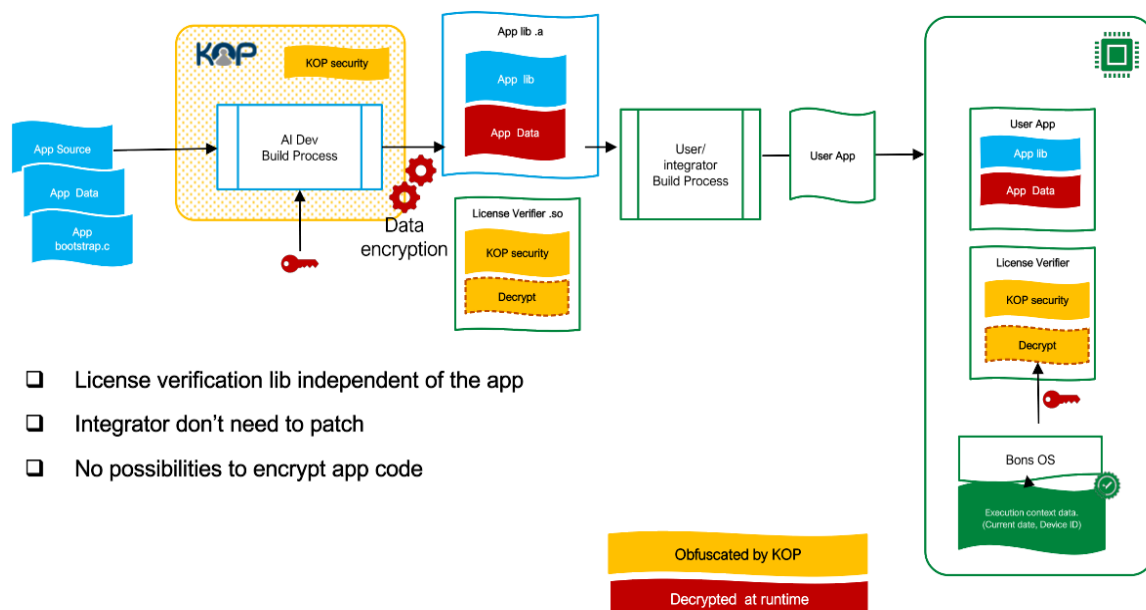 KOP
KOP security
App Source
App Data
App
bootstrap.c
AI Dev
Build Process
Data
encryption
App lib .a
App lib
App Data
License Verifier .so
KOP security
Decrypt
User/
integrator
Build Process
User App
User App
App lib
App Data
License Verifier
KOP security
Decrypt
Bons OS
Execution context data.
(Current date, Device ID)
License verification lib independent of the app
Integrator don't need to patch
No possibilities to encrypt app code
Obfuscated by KOP
Decrypted at runtime